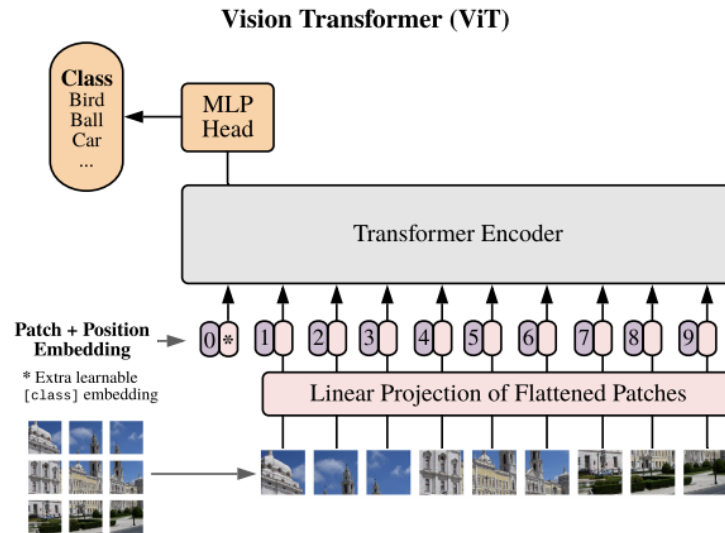 Vision Transformer (ViT)
Class
Bird
Ball
Car
...
MLP
Head
Transformer Encoder
Patch + Position
Embedding
0 * 1 2 3 4 5 6 7 8 9
* Extra learnable
[class] embedding
Linear Projection of Flattened Patches